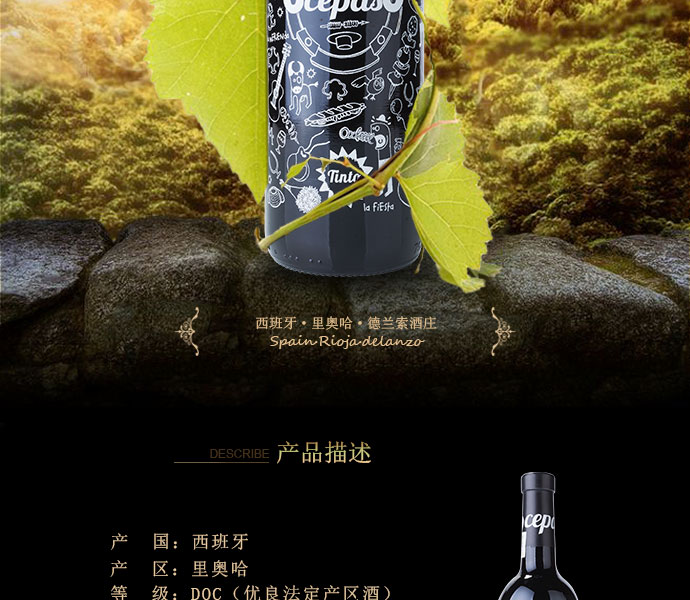 Ocepaso
Tinto
la FiEsta
西班牙•里奥哈•德兰索酒庄
Spain Rioja delanzo
DESCRIBE 产品描述
产 国：西班牙
产 区：里奥哈
等 级：DOC（优良法定产区酒）